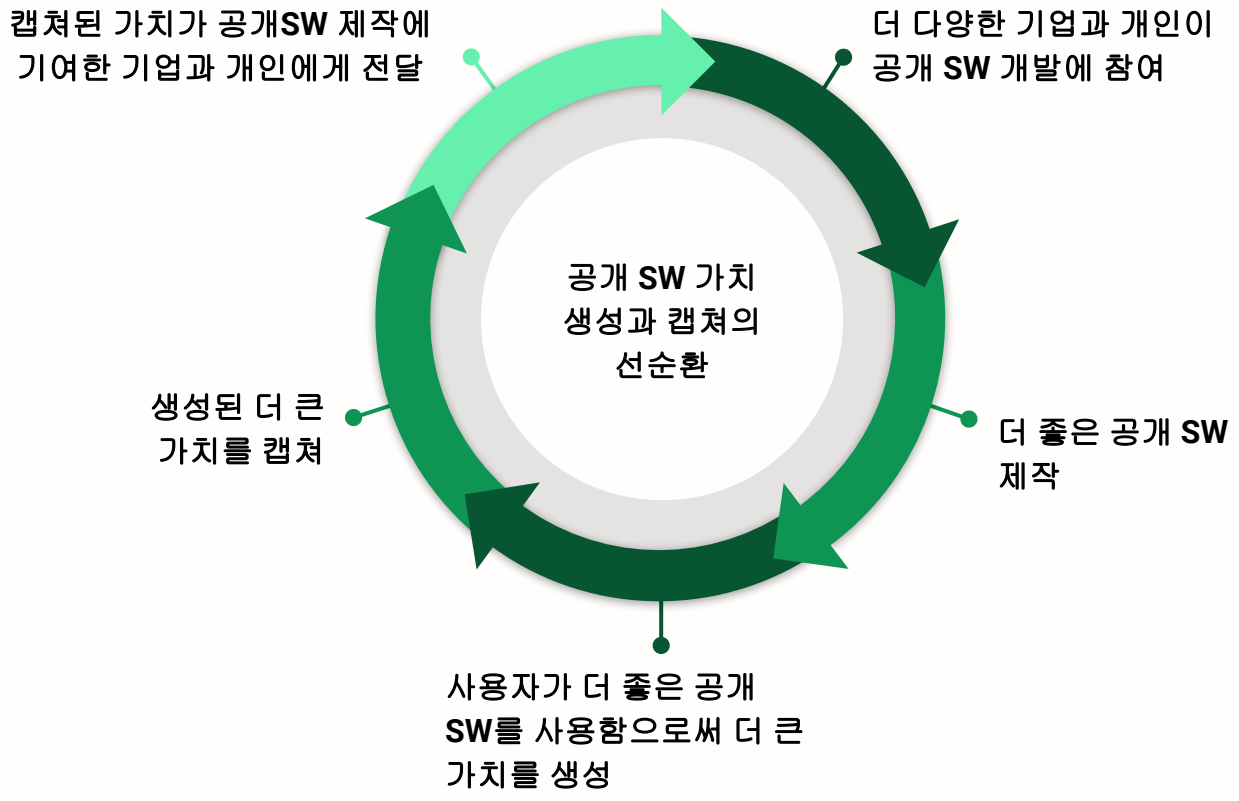 캡쳐된 가치가 공개SW 제작에
기여한 기업과 개인에게 전달
더 다양한 기업과 개인이
공개 SW 개발에 참여
공개 SW 가치
생성과 캡쳐의
선순환
생성된 더 큰
가치를 캡쳐
더 좋은 공개 SW
제작
사용자가 더 좋은 공개
SW를 사용함으로써 더 큰
가치를 생성